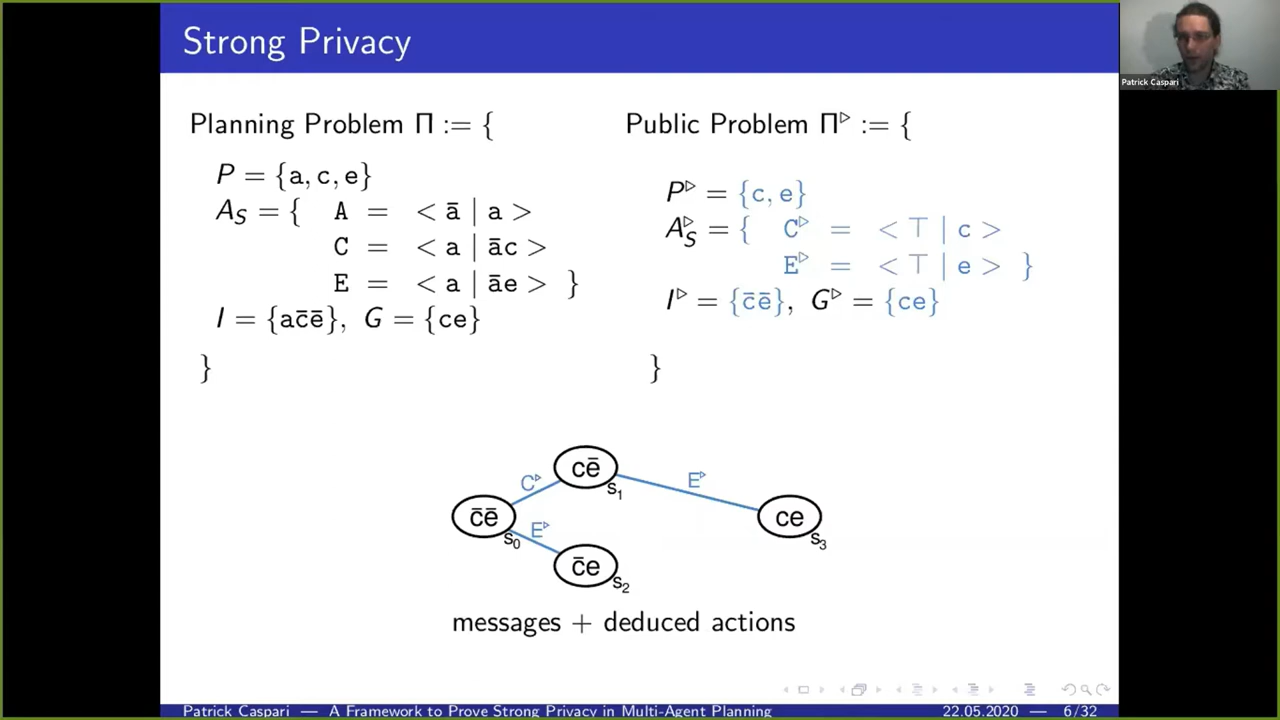 Strong Privacy
Patrick Caspari
Planning Problem Π := {
P = {a, c, e}
A_S = { A = < ā | a >
C = < a | āc >
E = < a | āe > }
I = {ac̄ē}, G = {ce}
}
Public Problem Π▹ := {
P▹ = {c, e}
A▹_S = { C▹ = < ⊤ | c >
E▹ = < ⊤ | e > }
I▹ = {c̄ē}, G▹ = {ce}
}
cē
s₁
C▹
E▹
c̄ē
s₀
E▹
ce
s₃
c̄e
s₂
messages + deduced actions
Patrick Caspari — A Framework to Prove Strong Privacy in Multi-Agent Planning 22.05.2020 — 6/32